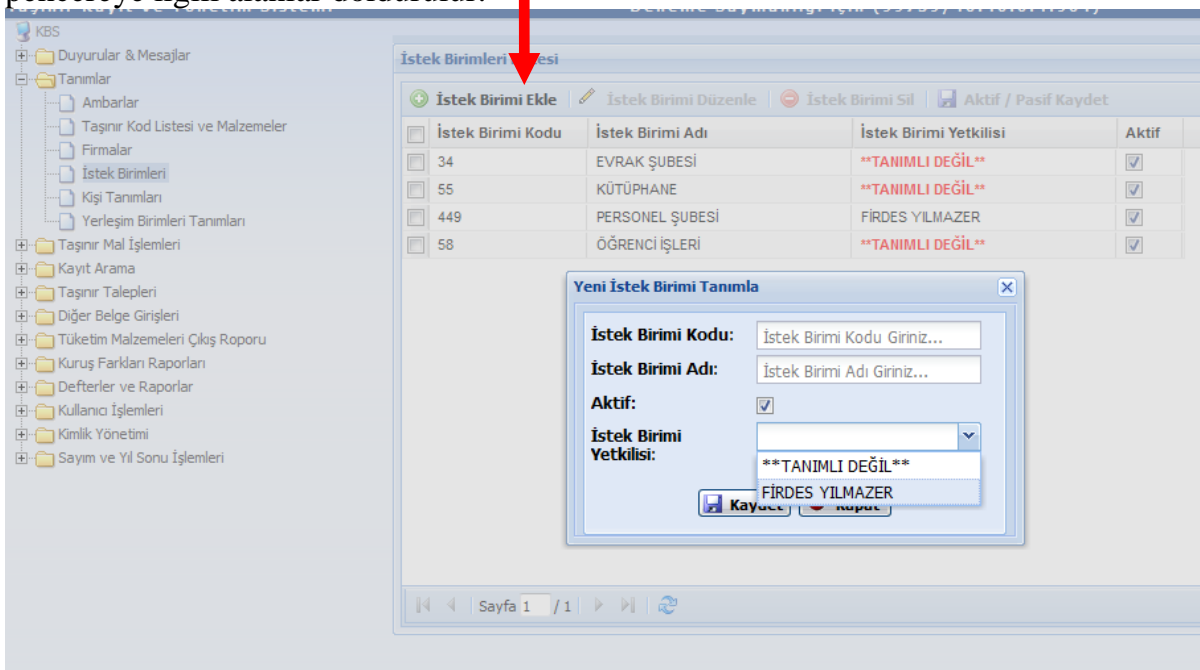 pencereye ilgili alanlar doldurulur.
KBS
Duyurular & Mesajlar
Tanımlar
Ambarlar
Taşınır Kod Listesi ve Malzemeler
Firmalar
İstek Birimleri
Kişi Tanımları
Yerleşim Birimleri Tanımları
Taşınır Mal İşlemleri
Kayıt Arama
Taşınır Talepleri
Diğer Belge Girişleri
Tüketim Malzemeleri Çıkış Roporu
Kuruş Farkları Raporları
Defterler ve Raporlar
Kullanıcı İşlemleri
Kimlik Yönetimi
Sayım ve Yıl Sonu İşlemleri
İstek Birimleri
İstek Birimi Ekle İstek Birimi Düzenle İstek Birimi Sil Aktif / Pasif Kaydet
İstek Birimi Kodu İstek Birimi Adı İstek Birimi Yetkilisi Aktif
34 EVRAK ŞUBESİ **TANIMLI DEĞİL**
55 KÜTÜPHANE **TANIMLI DEĞİL**
449 PERSONEL ŞUBESİ FİRDES YILMAZER
58 ÖĞRENCİ İŞLERİ **TANIMLI DEĞİL**
Yeni İstek Birimi Tanımla
İstek Birimi Kodu: İstek Birimi Kodu Giriniz...
İstek Birimi Adı: İstek Birimi Adı Giriniz...
Aktif:
İstek Birimi
Yetkilisi:
**TANIMLI DEĞİL**
FİRDES YILMAZER
Kaydet Kapat
Sayfa 1 / 1